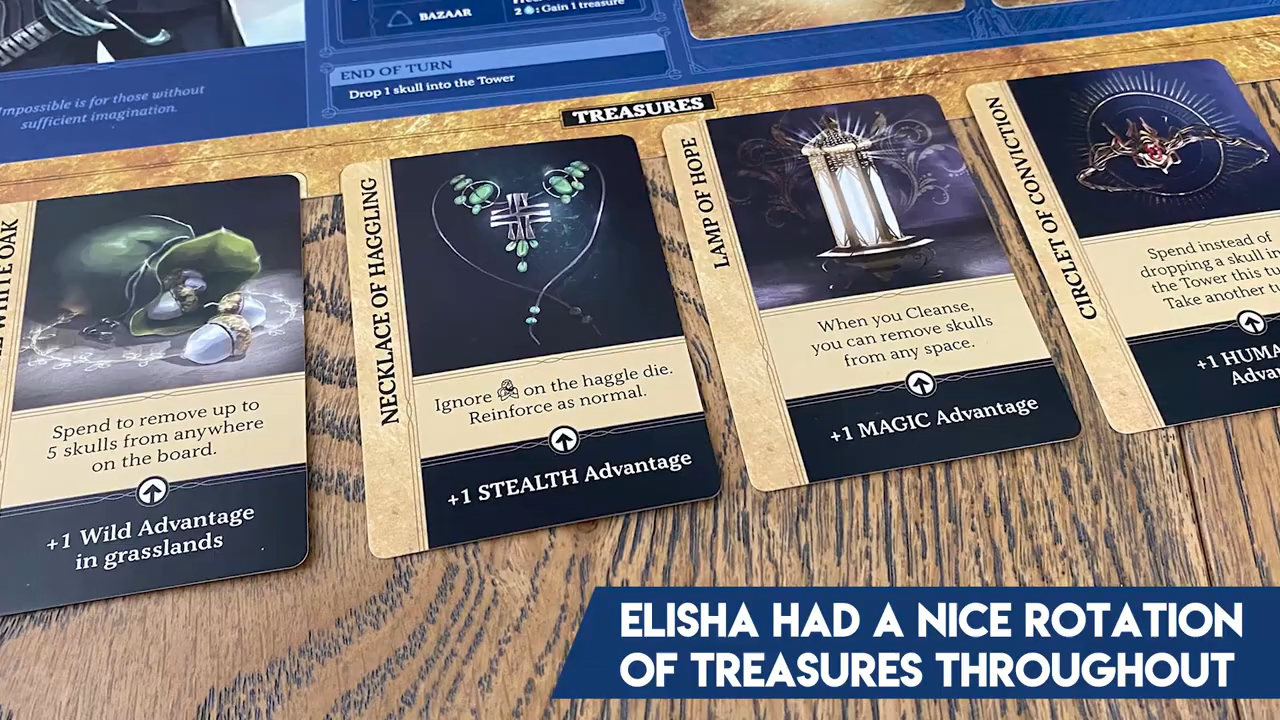 BAZAAR
2 : Gain 1 treasure
END OF TURN
Drop 1 skull into the Tower
Impossible is for those without
sufficient imagination.
TREASURES
WHITE OAK
Spend to remove up to
5 skulls from anywhere
on the board.
+1 Wild Advantage
in grasslands
NECKLACE OF HAGGLING
Ignore on the haggle die.
Reinforce as normal.
+1 STEALTH Advantage
LAMP OF HOPE
When you Cleanse,
you can remove skulls
from any space.
+1 MAGIC Advantage
CIRCLET OF CONVICTION
Spend instead of
dropping a skull in
the Tower this tu
Take another tu
+1 HUMA
Advan
ELISHA HAD A NICE ROTATION
OF TREASURES THROUGHOUT